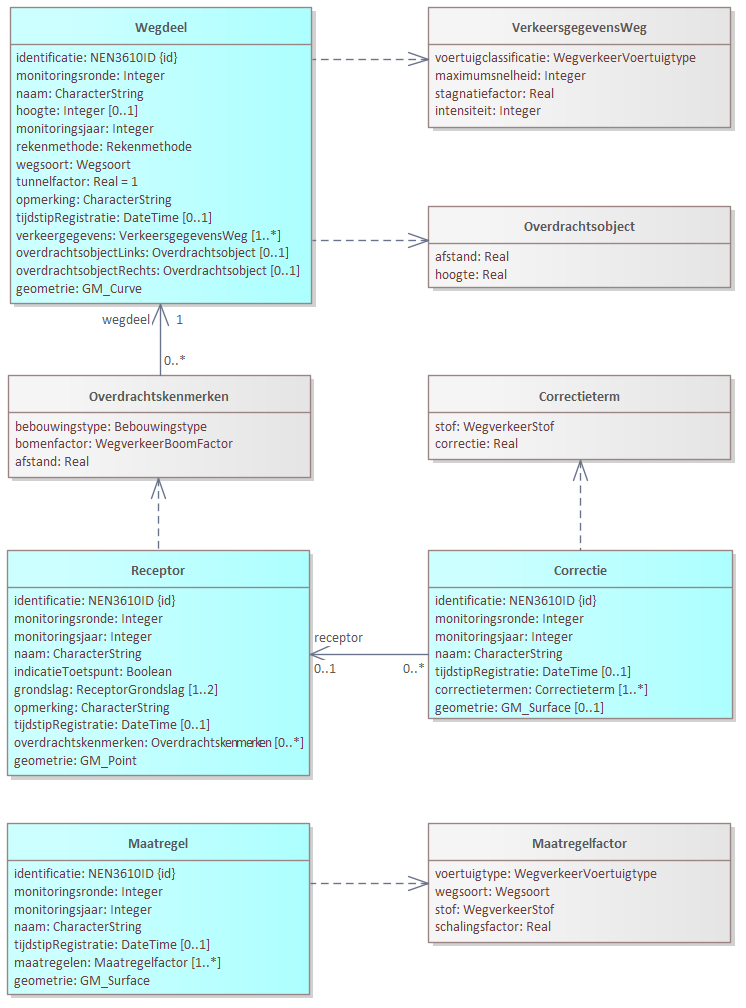 Wegdeel
identificatie: NEN3610ID {id}
monitoringsronde: Integer
naam: CharacterString
hoogte: Integer [0..1]
monitoringsjaar: Integer
rekenmethode: Rekenmethode
wegsoort: Wegsoort
tunnelfactor: Real = 1
opmerking: CharacterString
tijdstipRegistratie: DateTime [0..1]
verkeergegevens: VerkeersgegevensWeg [1..*]
overdrachtsobjectLinks: Overdrachtsobject [0..1]
overdrachtsobjectRechts: Overdrachtsobject [0..1]
geometrie: GM_Curve
VerkeersgegevensWeg
voertuigclassificatie: WegverkeerVoertuigtype
maximumsnelheid: Integer
stagnatiefactor: Real
intensiteit: Integer
Overdrachtsobject
afstand: Real
hoogte: Real
wegdeel
1
0..*
Overdrachtskenmerken
bebouwingstype: Bebouwingstype
bomenfactor: WegverkeerBoomFactor
afstand: Real
Correctieterm
stof: WegverkeerStof
correctie: Real
Receptor
identificatie: NEN3610ID {id}
monitoringsronde: Integer
monitoringsjaar: Integer
naam: CharacterString
indicatieToetspunt: Boolean
grondslag: ReceptorGrondslag [1..2]
opmerking: CharacterString
tijdstipRegistratie: DateTime [0..1]
overdrachtskenmerken: Overdrachtskenmerken [0..*]
geometrie: GM_Point
receptor
0..1
0..*
Correctie
identificatie: NEN3610ID {id}
monitoringsronde: Integer
monitoringsjaar: Integer
naam: CharacterString
tijdstipRegistratie: DateTime [0..1]
correctietermen: Correctieterm [1..*]
geometrie: GM_Surface [0..1]
Maatregel
identificatie: NEN3610ID {id}
monitoringsronde: Integer
monitoringsjaar: Integer
naam: CharacterString
tijdstipRegistratie: DateTime [0..1]
maatregelen: Maatregelfactor [1..*]
geometrie: GM_Surface
Maatregelfactor
voertuigtype: WegverkeerVoertuigtype
wegsoort: Wegsoort
stof: WegverkeerStof
schalingsfactor: Real